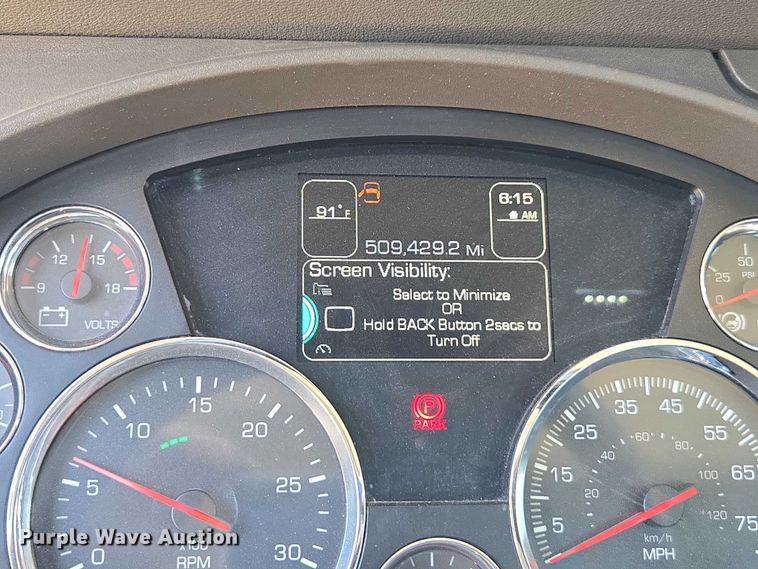 91°F
6:15
AM
509,429.2 Mi
Screen Visibility:
Select to Minimize
OR
Hold BACK Button 2secs to
Turn Off
PARK
9 12 15 18
VOLTS
25 50
PSI
0 5 10 15 20 25 30
x100
RPM
5 15 25 35 45 55 65 75
20 40 60 80 100 120
km/h
MPH
Purple Wave Auction